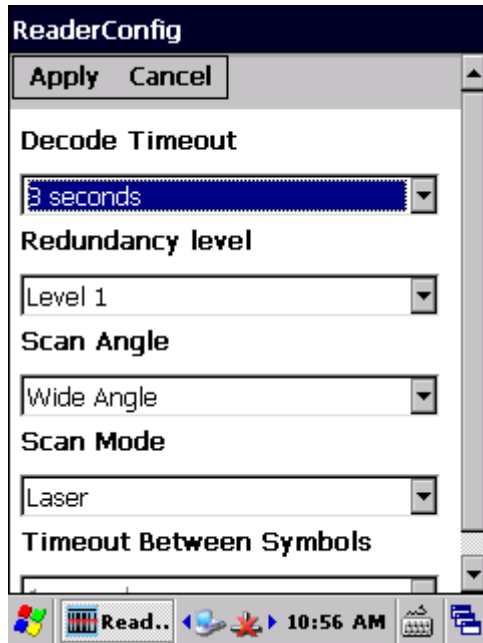 ReaderConfig
Apply Cancel
Decode Timeout
3 seconds
Redundancy level
Level 1
Scan Angle
Wide Angle
Scan Mode
Laser
Timeout Between Symbols
Read.. 10:56 AM